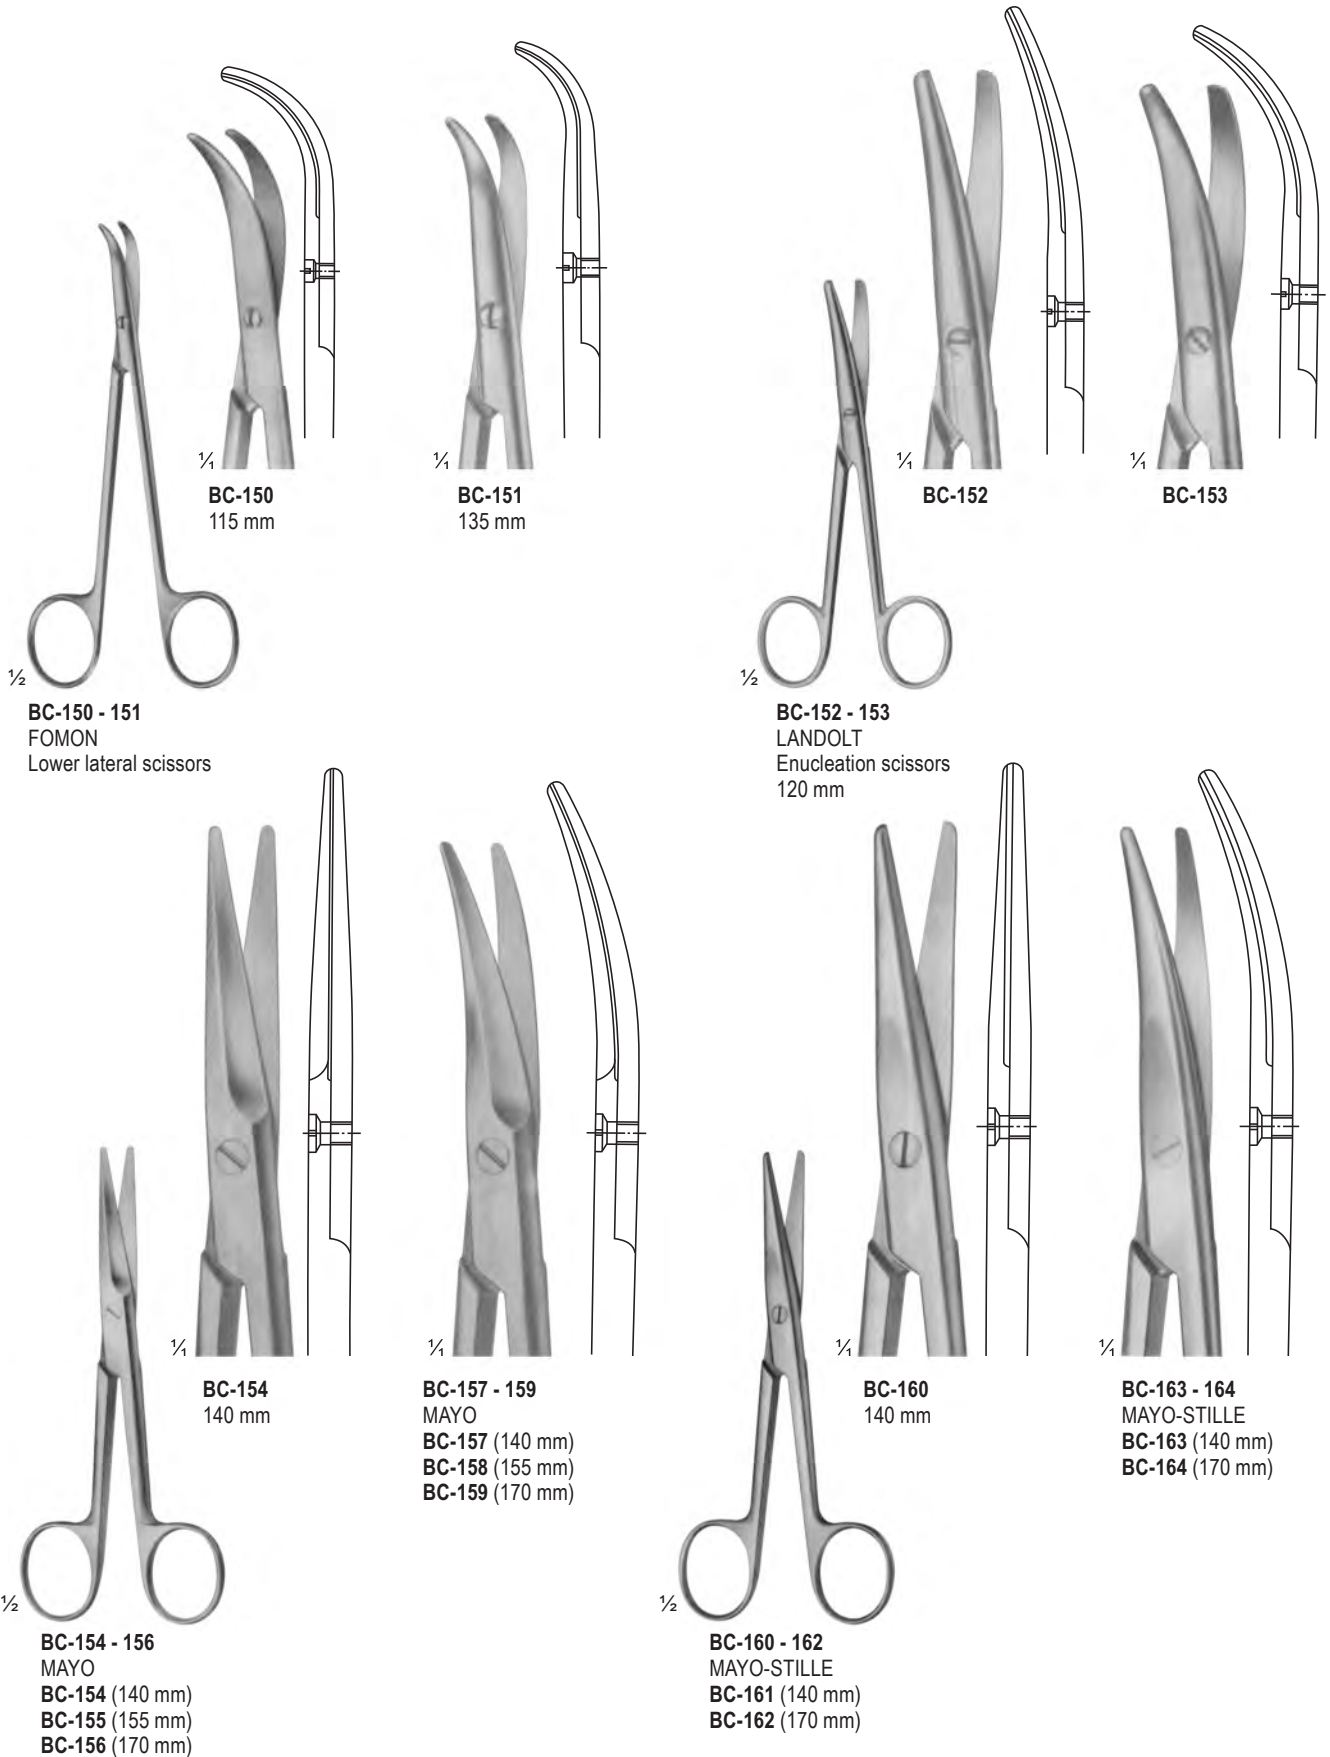 ⅟₁
BC-150
115 mm
⅟₁
BC-151
135 mm
⅟₁
BC-152
⅟₁
BC-153
½
BC-150 - 151
FOMON
Lower lateral scissors
½
BC-152 - 153
LANDOLT
Enucleation scissors
120 mm
⅟₁
BC-154
140 mm
⅟₁
BC-157 - 159
MAYO
BC-157 (140 mm)
BC-158 (155 mm)
BC-159 (170 mm)
⅟₁
BC-160
140 mm
⅟₁
BC-163 - 164
MAYO-STILLE
BC-163 (140 mm)
BC-164 (170 mm)
½
BC-154 - 156
MAYO
BC-154 (140 mm)
BC-155 (155 mm)
BC-156 (170 mm)
½
BC-160 - 162
MAYO-STILLE
BC-161 (140 mm)
BC-162 (170 mm)